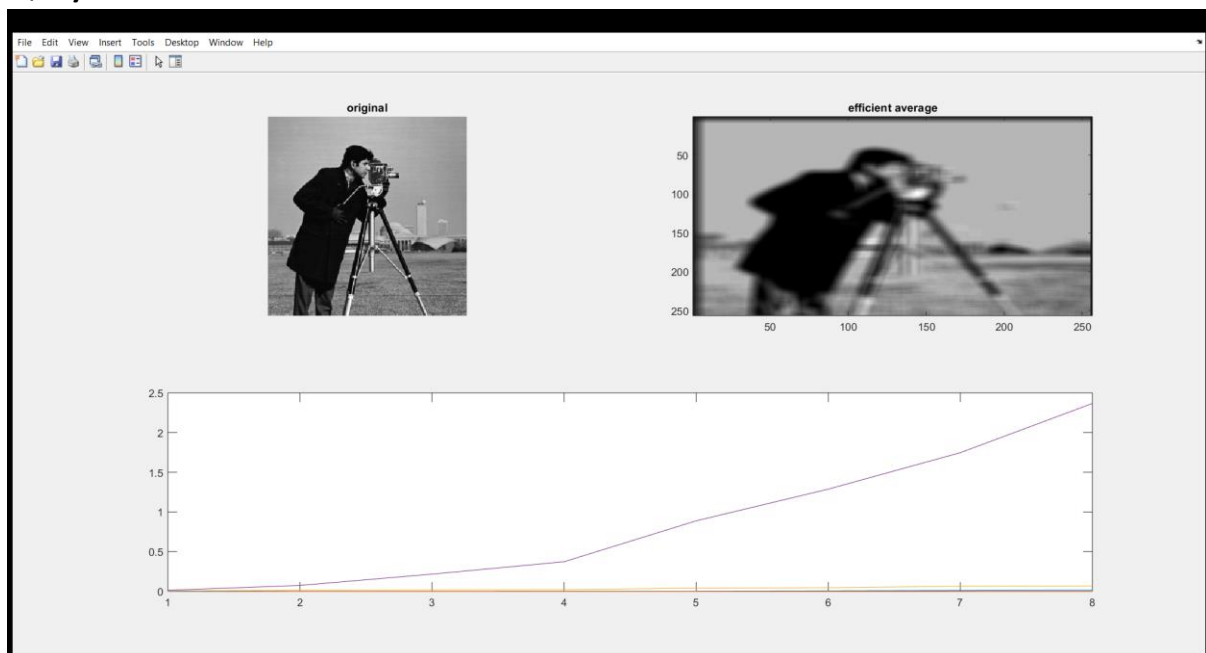 File Edit View Insert Tools Desktop Window Help
original
efficient average
50
100
150
200
250
50 100 150 200 250
2.5
2
1.5
1
0.5
0
1 2 3 4 5 6 7 8